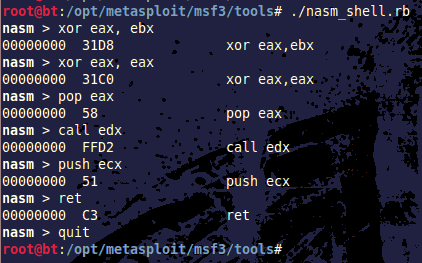 root@bt:/opt/metasploit/msf3/tools# ./nasm_shell.rb
nasm > xor eax, ebx
00000000  31D8              xor eax,ebx
nasm > xor eax, eax
00000000  31C0              xor eax,eax
nasm > pop eax
00000000  58                pop eax
nasm > call edx
00000000  FFD2              call edx
nasm > push ecx
00000000  51                push ecx
nasm > ret
00000000  C3                ret
nasm > quit
root@bt:/opt/metasploit/msf3/tools#